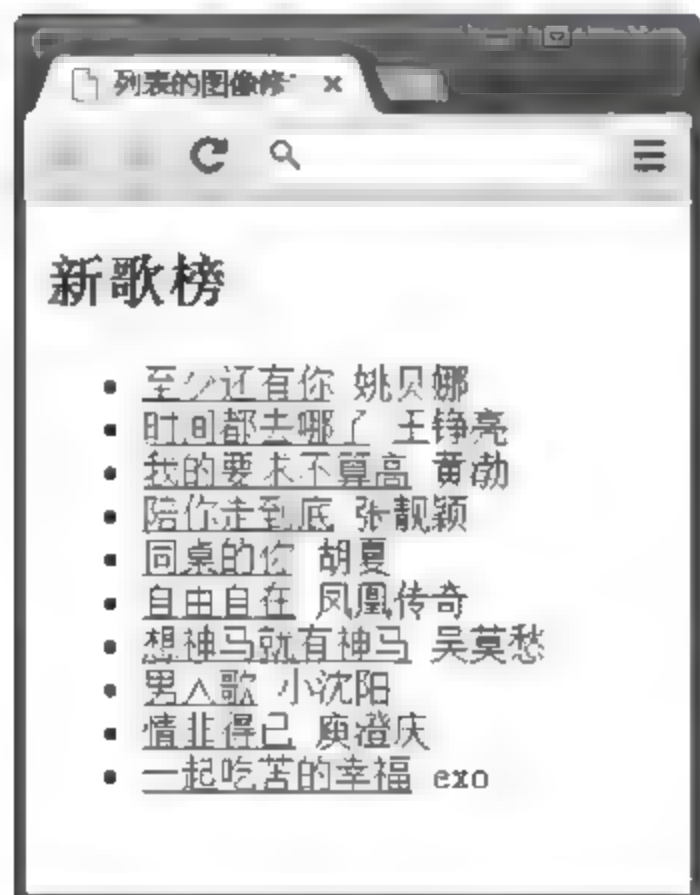 列表的图像修
新歌榜
至少还有你 姚贝娜
时间都去哪了 王铮亮
我的要求不算高 黄渤
陪你走到底 张靓颖
同桌的你 胡夏
自由自在 凤凰传奇
想神马就有神马 吴莫愁
男人歌 小沈阳
情非得已 庾澄庆
一起吃苦的幸福 exo